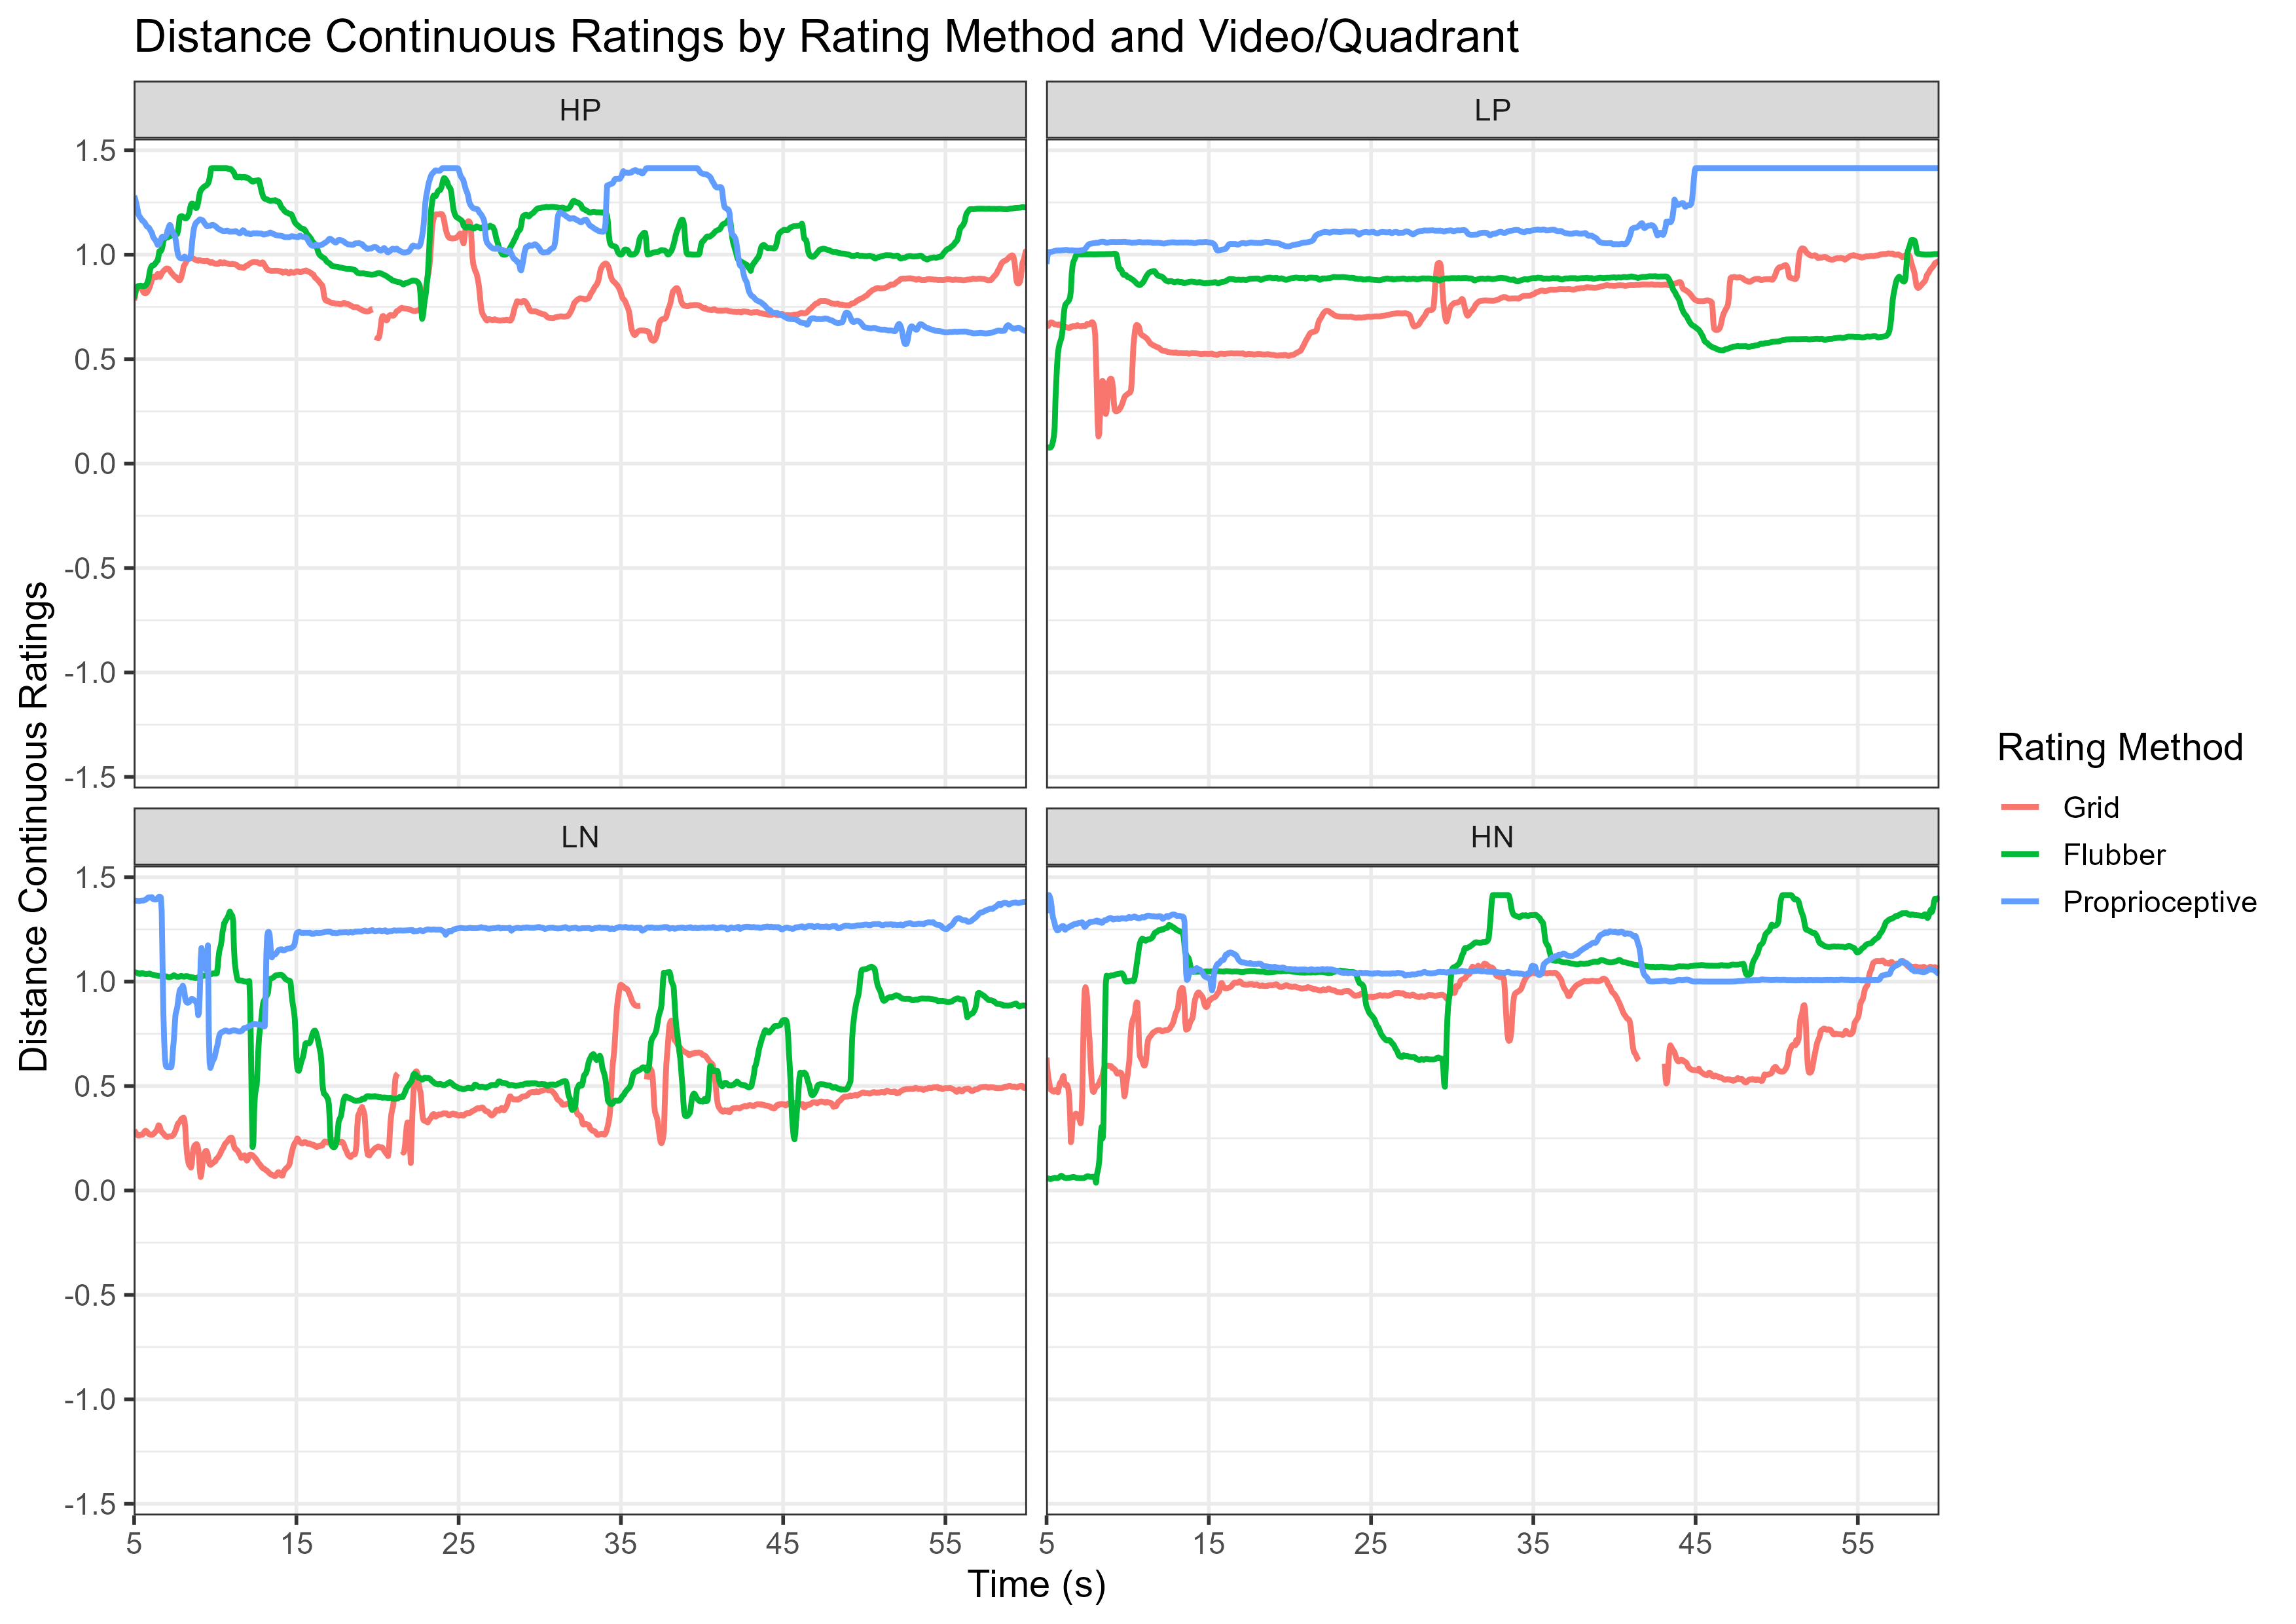 Distance Continuous Ratings by Rating Method and Video/Quadrant
HP
LP
1.5
1.0
0.5
0.0
-0.5
-1.0
-1.5
LN
HN
1.5
1.0
0.5
0.0
-0.5
-1.0
-1.5
5 15 25 35 45 55
5 15 25 35 45 55
Time (s)
Distance Continuous Ratings
Rating Method
Grid
Flubber
Proprioceptive